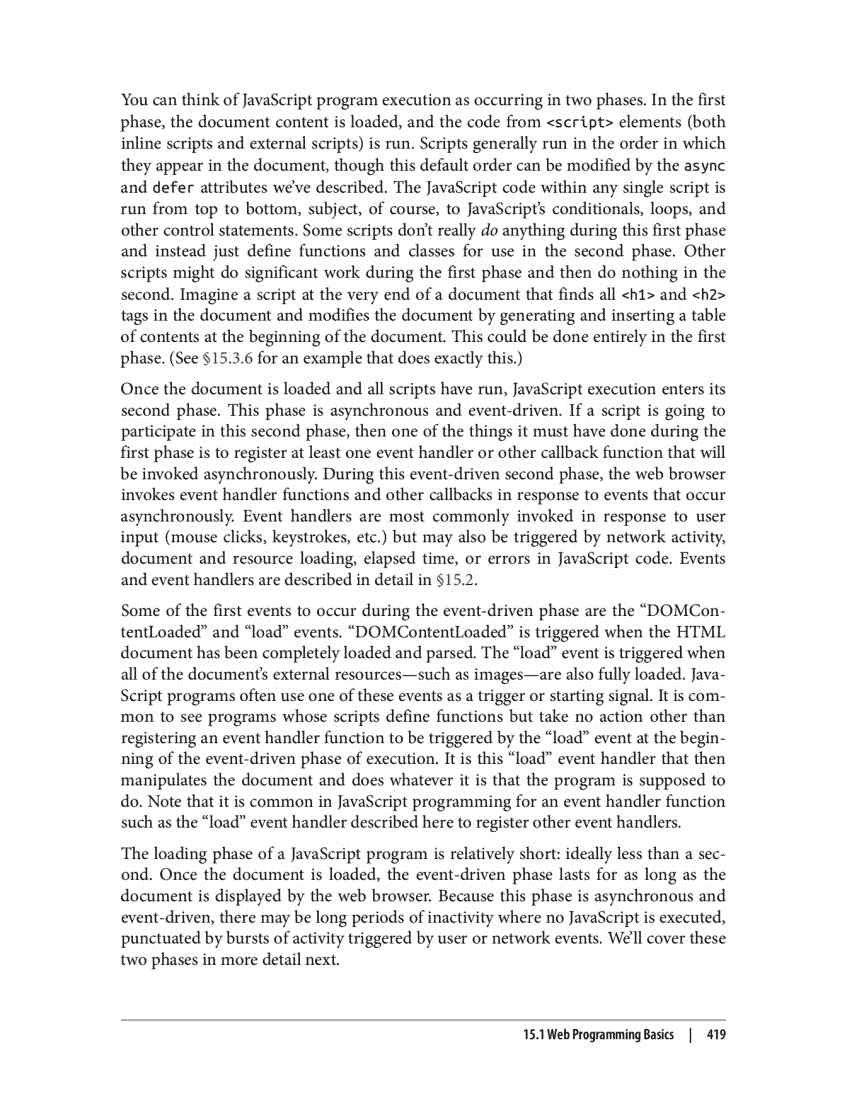 You can think of JavaScript program execution as occurring in two phases. In the first
phase, the document content is loaded, and the code from <script> elements (both
inline scripts and external scripts) is run. Scripts generally run in the order in which
they appear in the document, though this default order can be modified by the async
and defer attributes we’ve described. The JavaScript code within any single script is
run from top to bottom, subject, of course, to JavaScript’s conditionals, loops, and
other control statements. Some scripts don’t really do anything during this first phase
and instead just define functions and classes for use in the second phase. Other
scripts might do significant work during the first phase and then do nothing in the
second. Imagine a script at the very end of a document that finds all <h1> and <h2>
tags in the document and modifies the document by generating and inserting a table
of contents at the beginning of the document. This could be done entirely in the first
phase. (See §15.3.6 for an example that does exactly this.)
Once the document is loaded and all scripts have run, JavaScript execution enters its
second phase. This phase is asynchronous and event-driven. If a script is going to
participate in this second phase, then one of the things it must have done during the
first phase is to register at least one event handler or other callback function that will
be invoked asynchronously. During this event-driven second phase, the web browser
invokes event handler functions and other callbacks in response to events that occur
asynchronously. Event handlers are most commonly invoked in response to user
input (mouse clicks, keystrokes, etc.) but may also be triggered by network activity,
document and resource loading, elapsed time, or errors in JavaScript code. Events
and event handlers are described in detail in §15.2.
Some of the first events to occur during the event-driven phase are the “DOMCon-
tentLoaded” and “load” events. “DOMContentLoaded” is triggered when the HTML
document has been completely loaded and parsed. The “load” event is triggered when
all of the document’s external resources—such as images—are also fully loaded. Java-
Script programs often use one of these events as a trigger or starting signal. It is com-
mon to see programs whose scripts define functions but take no action other than
registering an event handler function to be triggered by the “load” event at the begin-
ning of the event-driven phase of execution. It is this “load” event handler that then
manipulates the document and does whatever it is that the program is supposed to
do. Note that it is common in JavaScript programming for an event handler function
such as the “load” event handler described here to register other event handlers.
The loading phase of a JavaScript program is relatively short: ideally less than a sec-
ond. Once the document is loaded, the event-driven phase lasts for as long as the
document is displayed by the web browser. Because this phase is asynchronous and
event-driven, there may be long periods of inactivity where no JavaScript is executed,
punctuated by bursts of activity triggered by user or network events. We’ll cover these
two phases in more detail next.
15.1 Web Programming Basics | 419